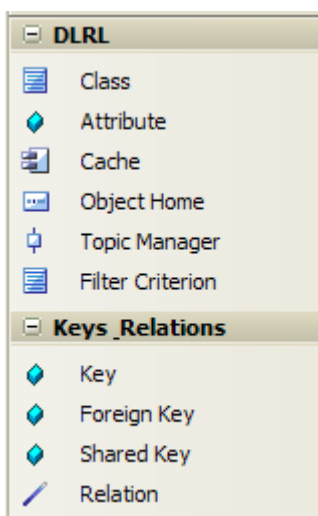 DLRL
Class
Attribute
Cache
Object Home
Topic Manager
Filter Criterion
Keys_Relations
Key
Foreign Key
Shared Key
Relation